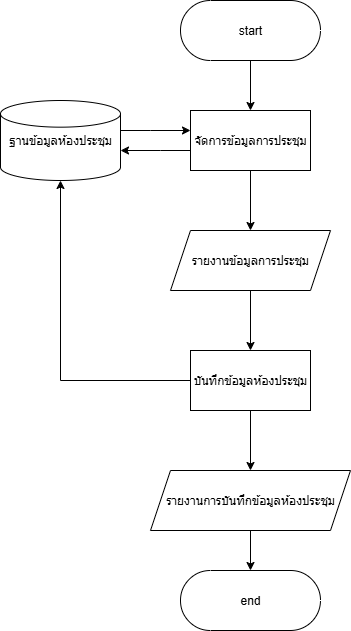 start
ฐานข้อมูลห้องประชุม
จัดการข้อมูลการประชุม
รายงานข้อมูลการประชุม
บันทึกข้อมูลห้องประชุม
รายงานการบันทึกข้อมูลห้องประชุม
end